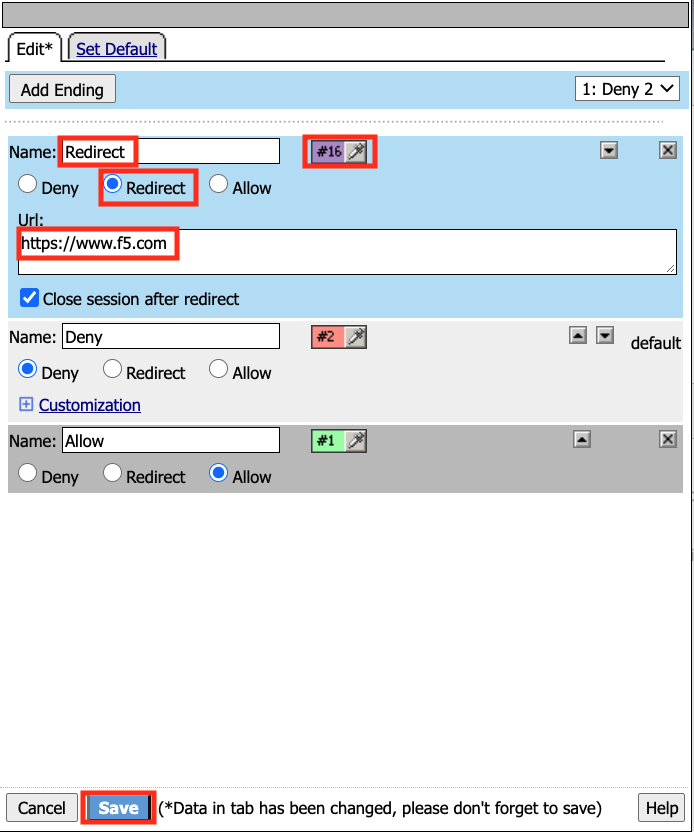 Edit* Set Default
Add Ending 1: Deny 2
Name: Redirect #16
Deny Redirect Allow
Url:
https://www.f5.com
Close session after redirect
Name: Deny #2 default
Deny Redirect Allow
Customization
Name: Allow #1
Deny Redirect Allow
Cancel Save (*Data in tab has been changed, please don't forget to save) Help